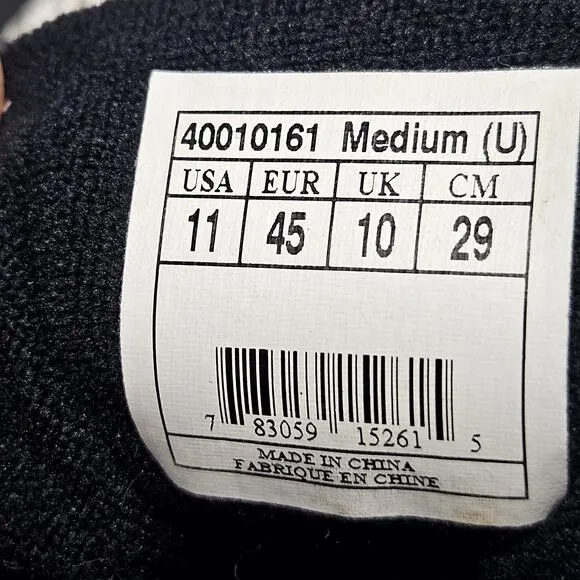 40010161 Medium (U)
USA EUR UK CM
11 45 10 29
7 83059 15261 5
MADE IN CHINA
FABRIQUE EN CHINE